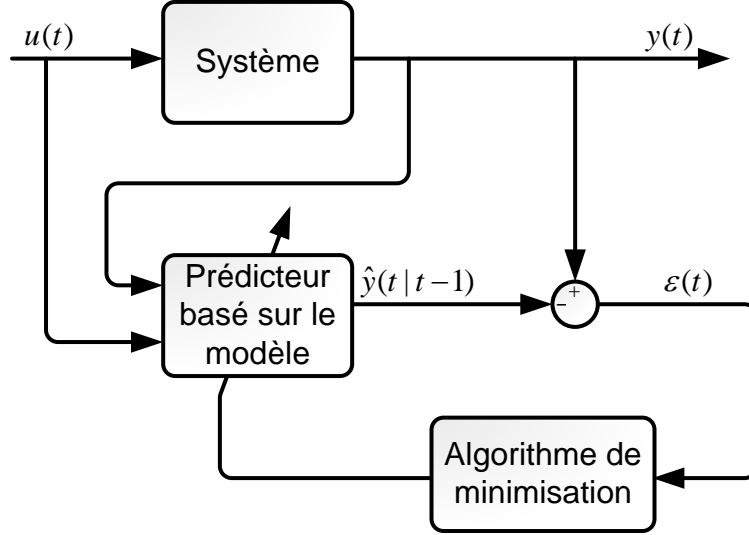 u(t)
Système
y(t)
Prédicteur
basé sur le
modèle
ŷ(t | t−1)
- +
ε(t)
Algorithme de
minimisation